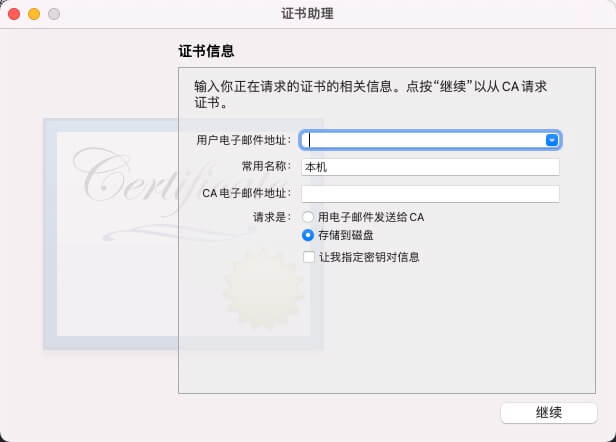 证书助理
证书信息
输入你正在请求的证书的相关信息。点按“继续”以从 CA 请求
证书。
用户电子邮件地址：
常用名称： 本机
CA 电子邮件地址：
请求是： 用电子邮件发送给 CA
存储到磁盘
让我指定密钥对信息
Certificate
继续